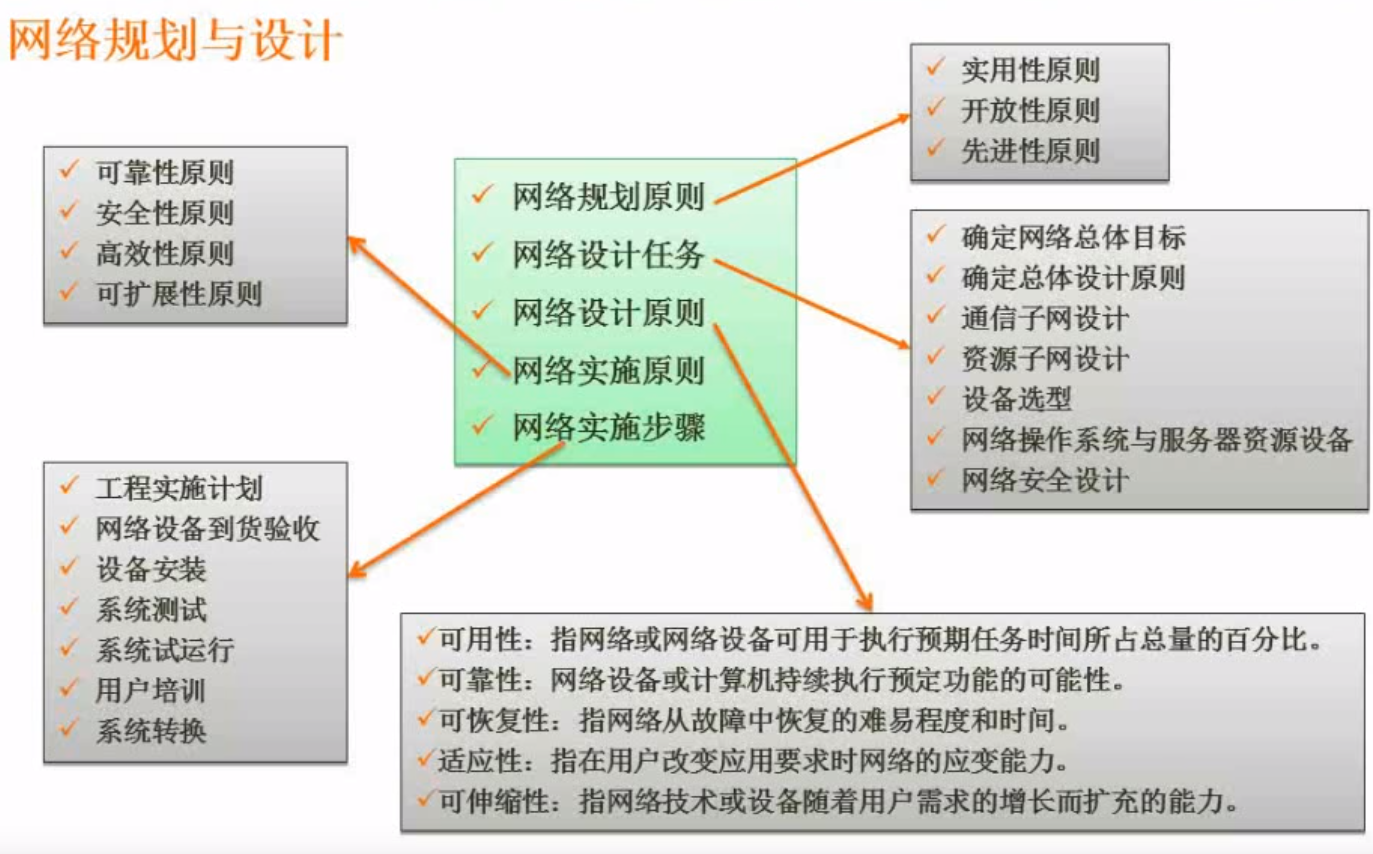 网络规划与设计
实用性原则
开放性原则
先进性原则
可靠性原则
安全性原则
高效性原则
可扩展性原则
网络规划原则
网络设计任务
网络设计原则
网络实施原则
网络实施步骤
确定网络总体目标
确定总体设计原则
通信子网设计
资源子网设计
设备选型
网络操作系统与服务器资源设备
网络安全设计
工程实施计划
网络设备到货验收
设备安装
系统测试
系统试运行
用户培训
系统转换
可用性：指网络或网络设备可用于执行预期任务时间所占总量的百分比。
可靠性：网络设备或计算机持续执行预定功能的可能性。
可恢复性：指网络从故障中恢复的难易程度和时间。
适应性：指在用户改变应用要求时网络的应变能力。
可伸缩性：指网络技术或设备随着用户需求的增长而扩充的能力。